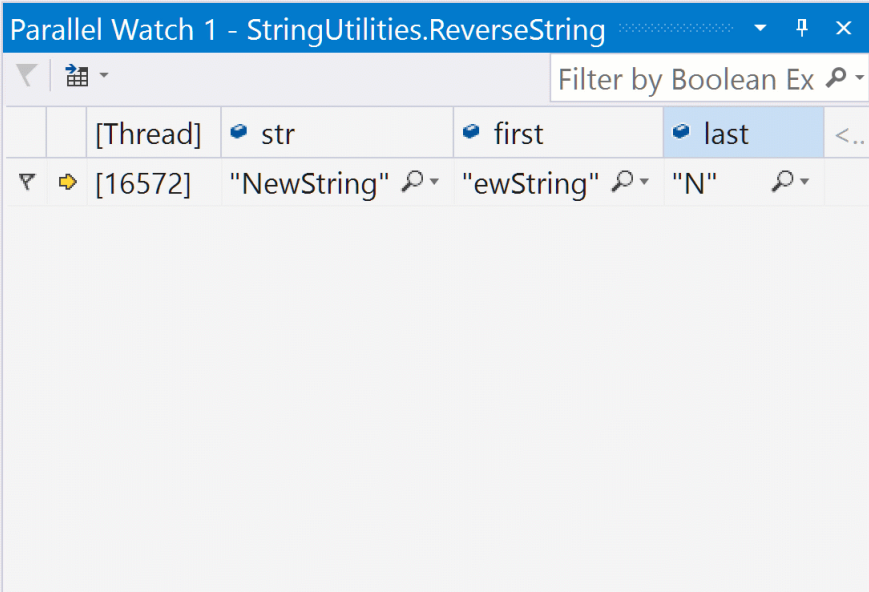 Parallel Watch 1 - StringUtilities.ReverseString
Filter by Boolean Ex
[Thread] str first last <..
[16572] "NewString" "ewString" "N"